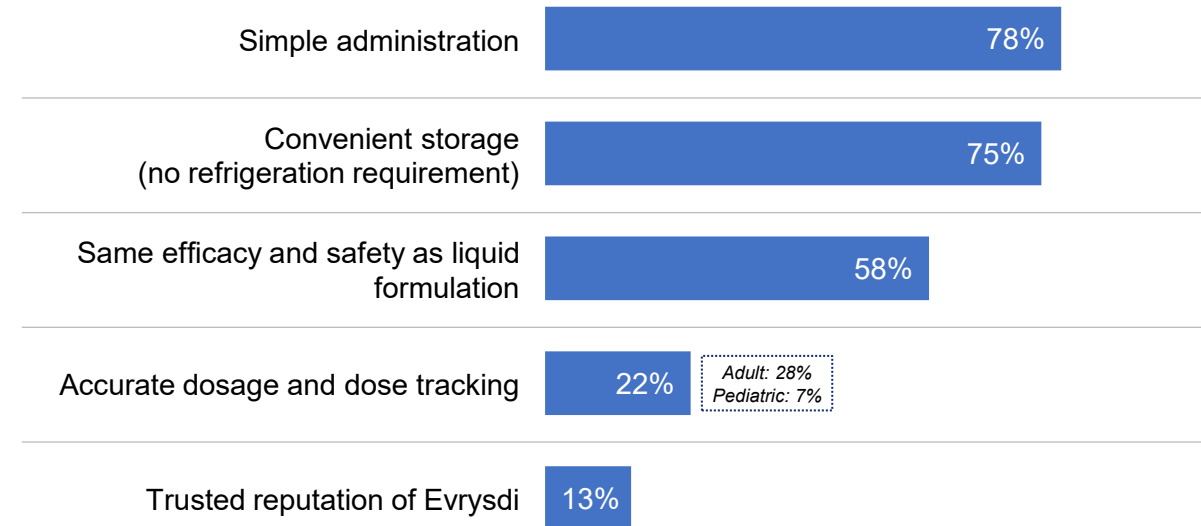 Simple administration
78%
Convenient storage
(no refrigeration requirement)
75%
Same efficacy and safety as liquid
formulation
58%
Accurate dosage and dose tracking
22%
Adult: 28%
Pediatric: 7%
Trusted reputation of Evrysdi
13%